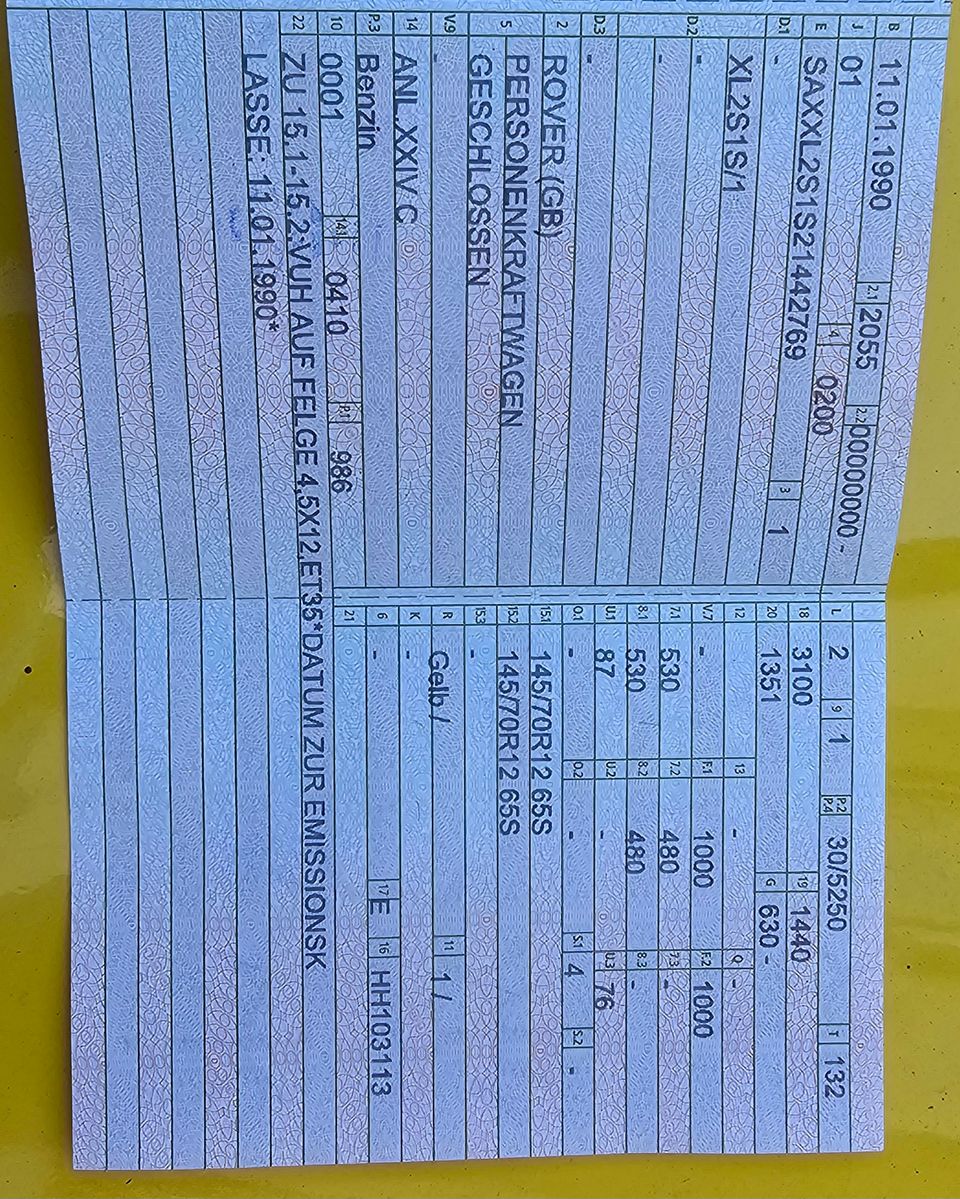 B 11.01.1990 2.1 2055 2.2 00000000 -
J 01 4 0200
E SAXXL2S1S21442769 3 1
D.1 -
XL2S1S/1
D.2 -
-
D.3 -
2 ROVER (GB)
5 PERSONENKRAFTWAGEN
GESCHLOSSEN
V.9 -
14 ANL.XXIV.C
P.3 Benzin
10 0001 14.1 0410 P.1 986
22 ZU 15.1-15.2:VUH AUF FELGE 4,5X12,ET35*DATUM ZUR EMISSIONSK
LASSE: 11.01.1990*
L 2 9 1 P.2 P.4 30/5250 T 132
18 3100 19 1440
20 1351 G 630 -
12 - 13 - Q -
V.7 - F.1 1000 F.2 1000
7.1 530 7.2 480 7.3 -
8.1 530 8.2 480 8.3 -
U.1 87 U.2 - U.3 76
O.1 - O.2 - S.1 4 S.2 -
15.1 145/70R12 65S
15.2 145/70R12 65S
15.3 -
R Gelb / 11 1 /
K -
6 - 17 E 16 HH103113
21